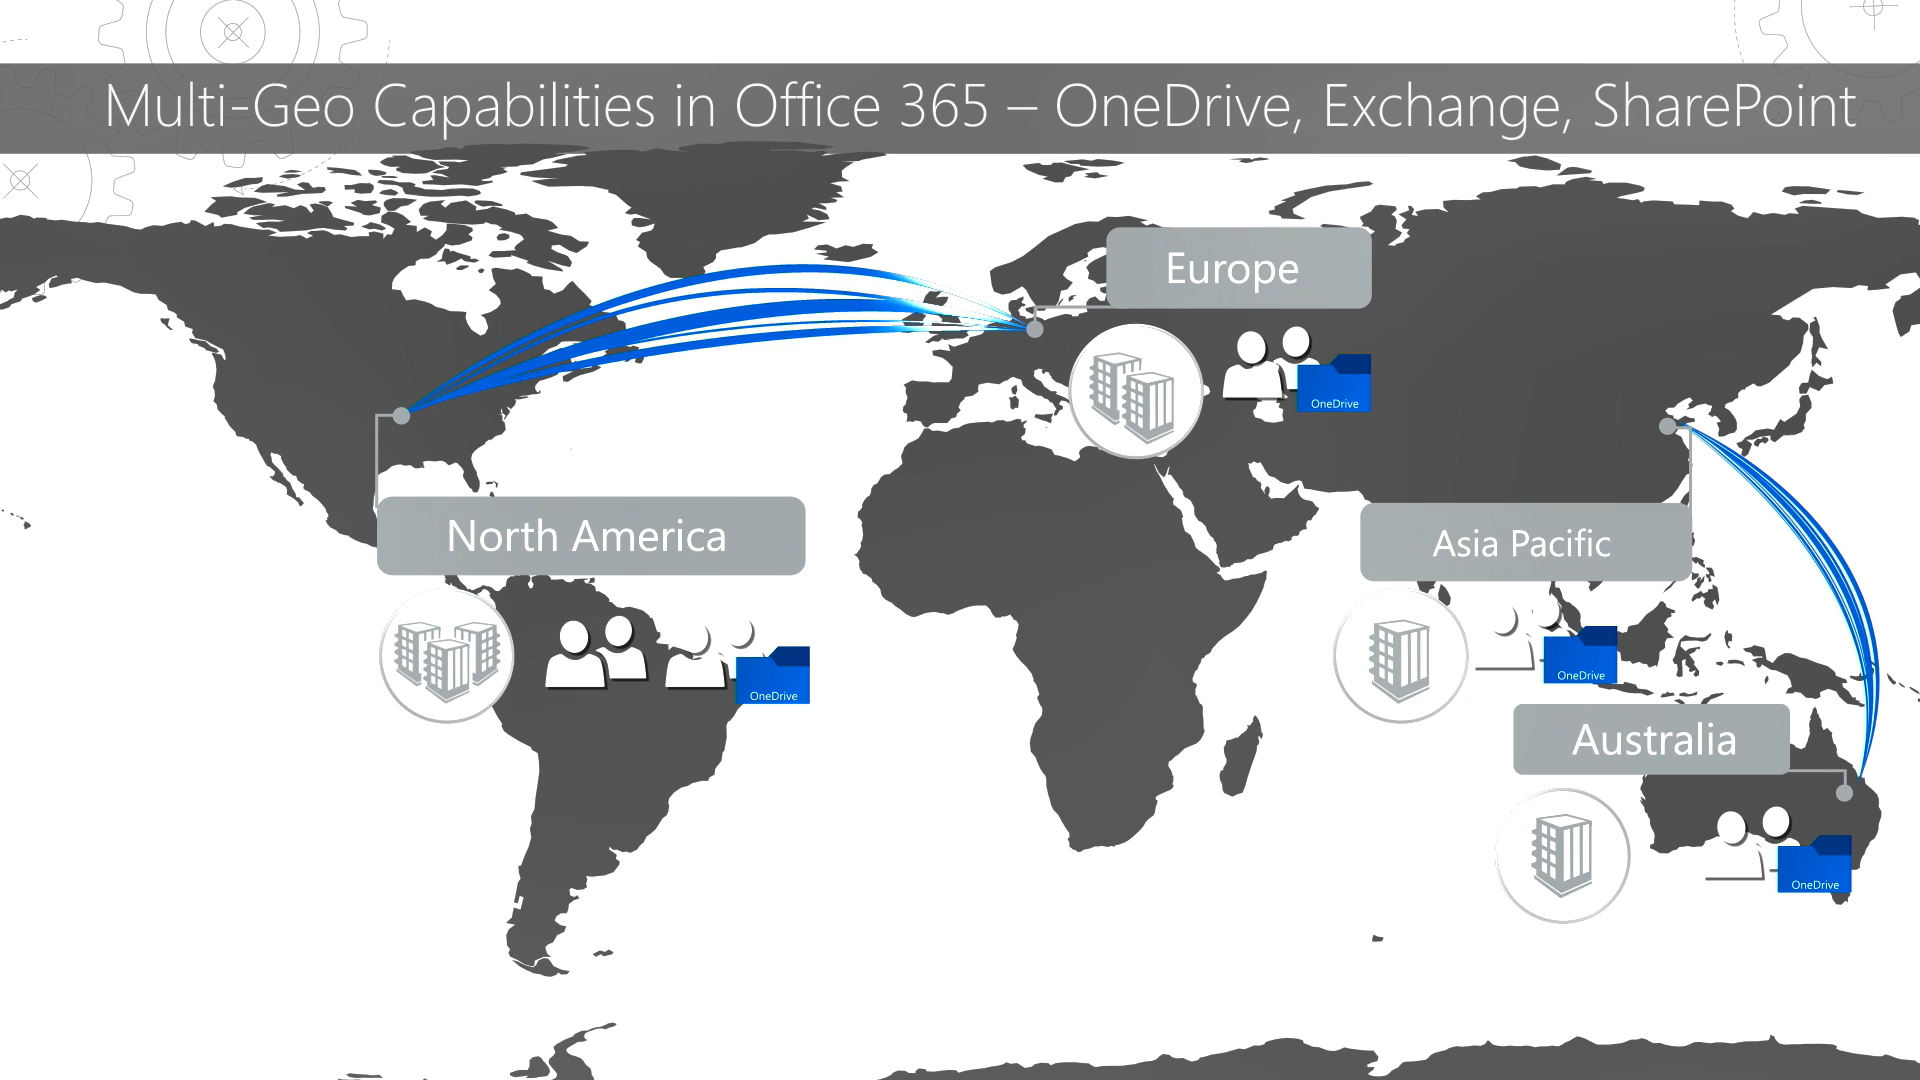 Multi-Geo Capabilities in Office 365 – OneDrive, Exchange, SharePoint
Europe
OneDrive
North America
OneDrive
Asia Pacific
OneDrive
Australia
OneDrive